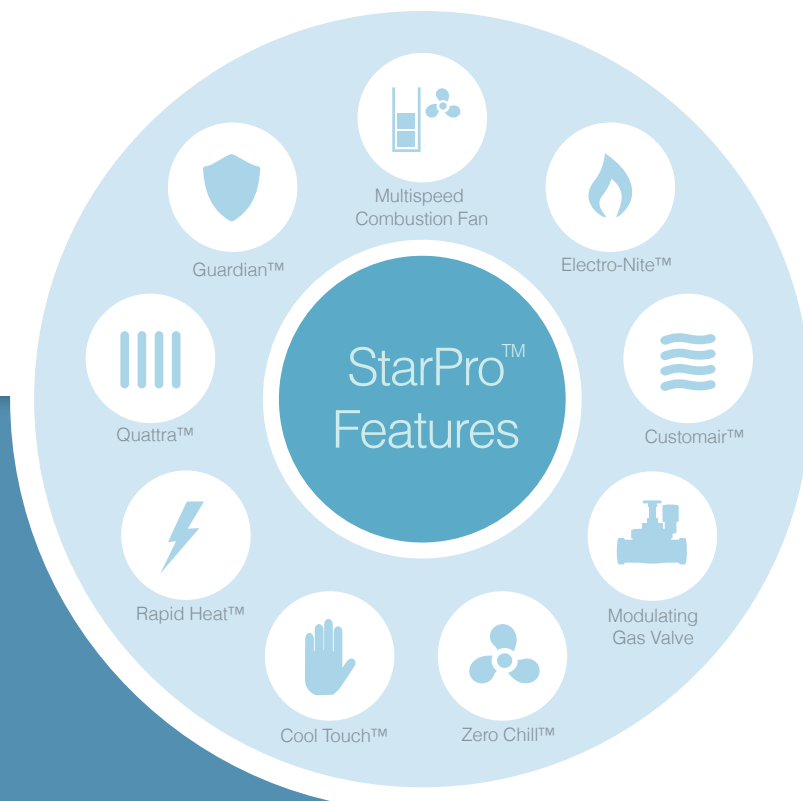 Multispeed
Combustion Fan
Guardian™
Electro-Nite™
StarPro™
Features
Quattra™
Customair™
Rapid Heat™
Modulating
Gas Valve
Cool Touch™
Zero Chill™